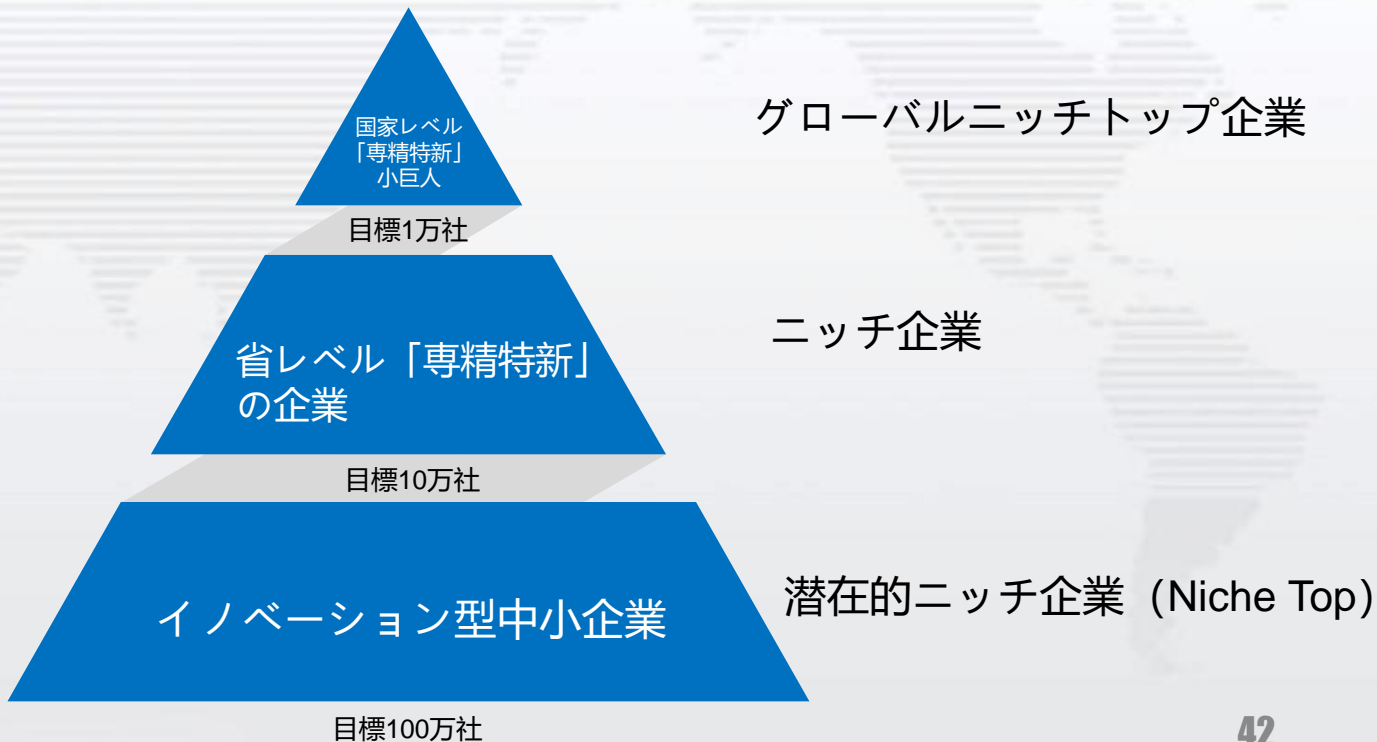 国家レベル
「専精特新」
小巨人
グローバルニッチトップ企業
目標1万社
省レベル「専精特新」
の企業
ニッチ企業
目標10万社
イノベーション型中小企業
潜在的ニッチ企業（Niche Top）
目標100万社
42